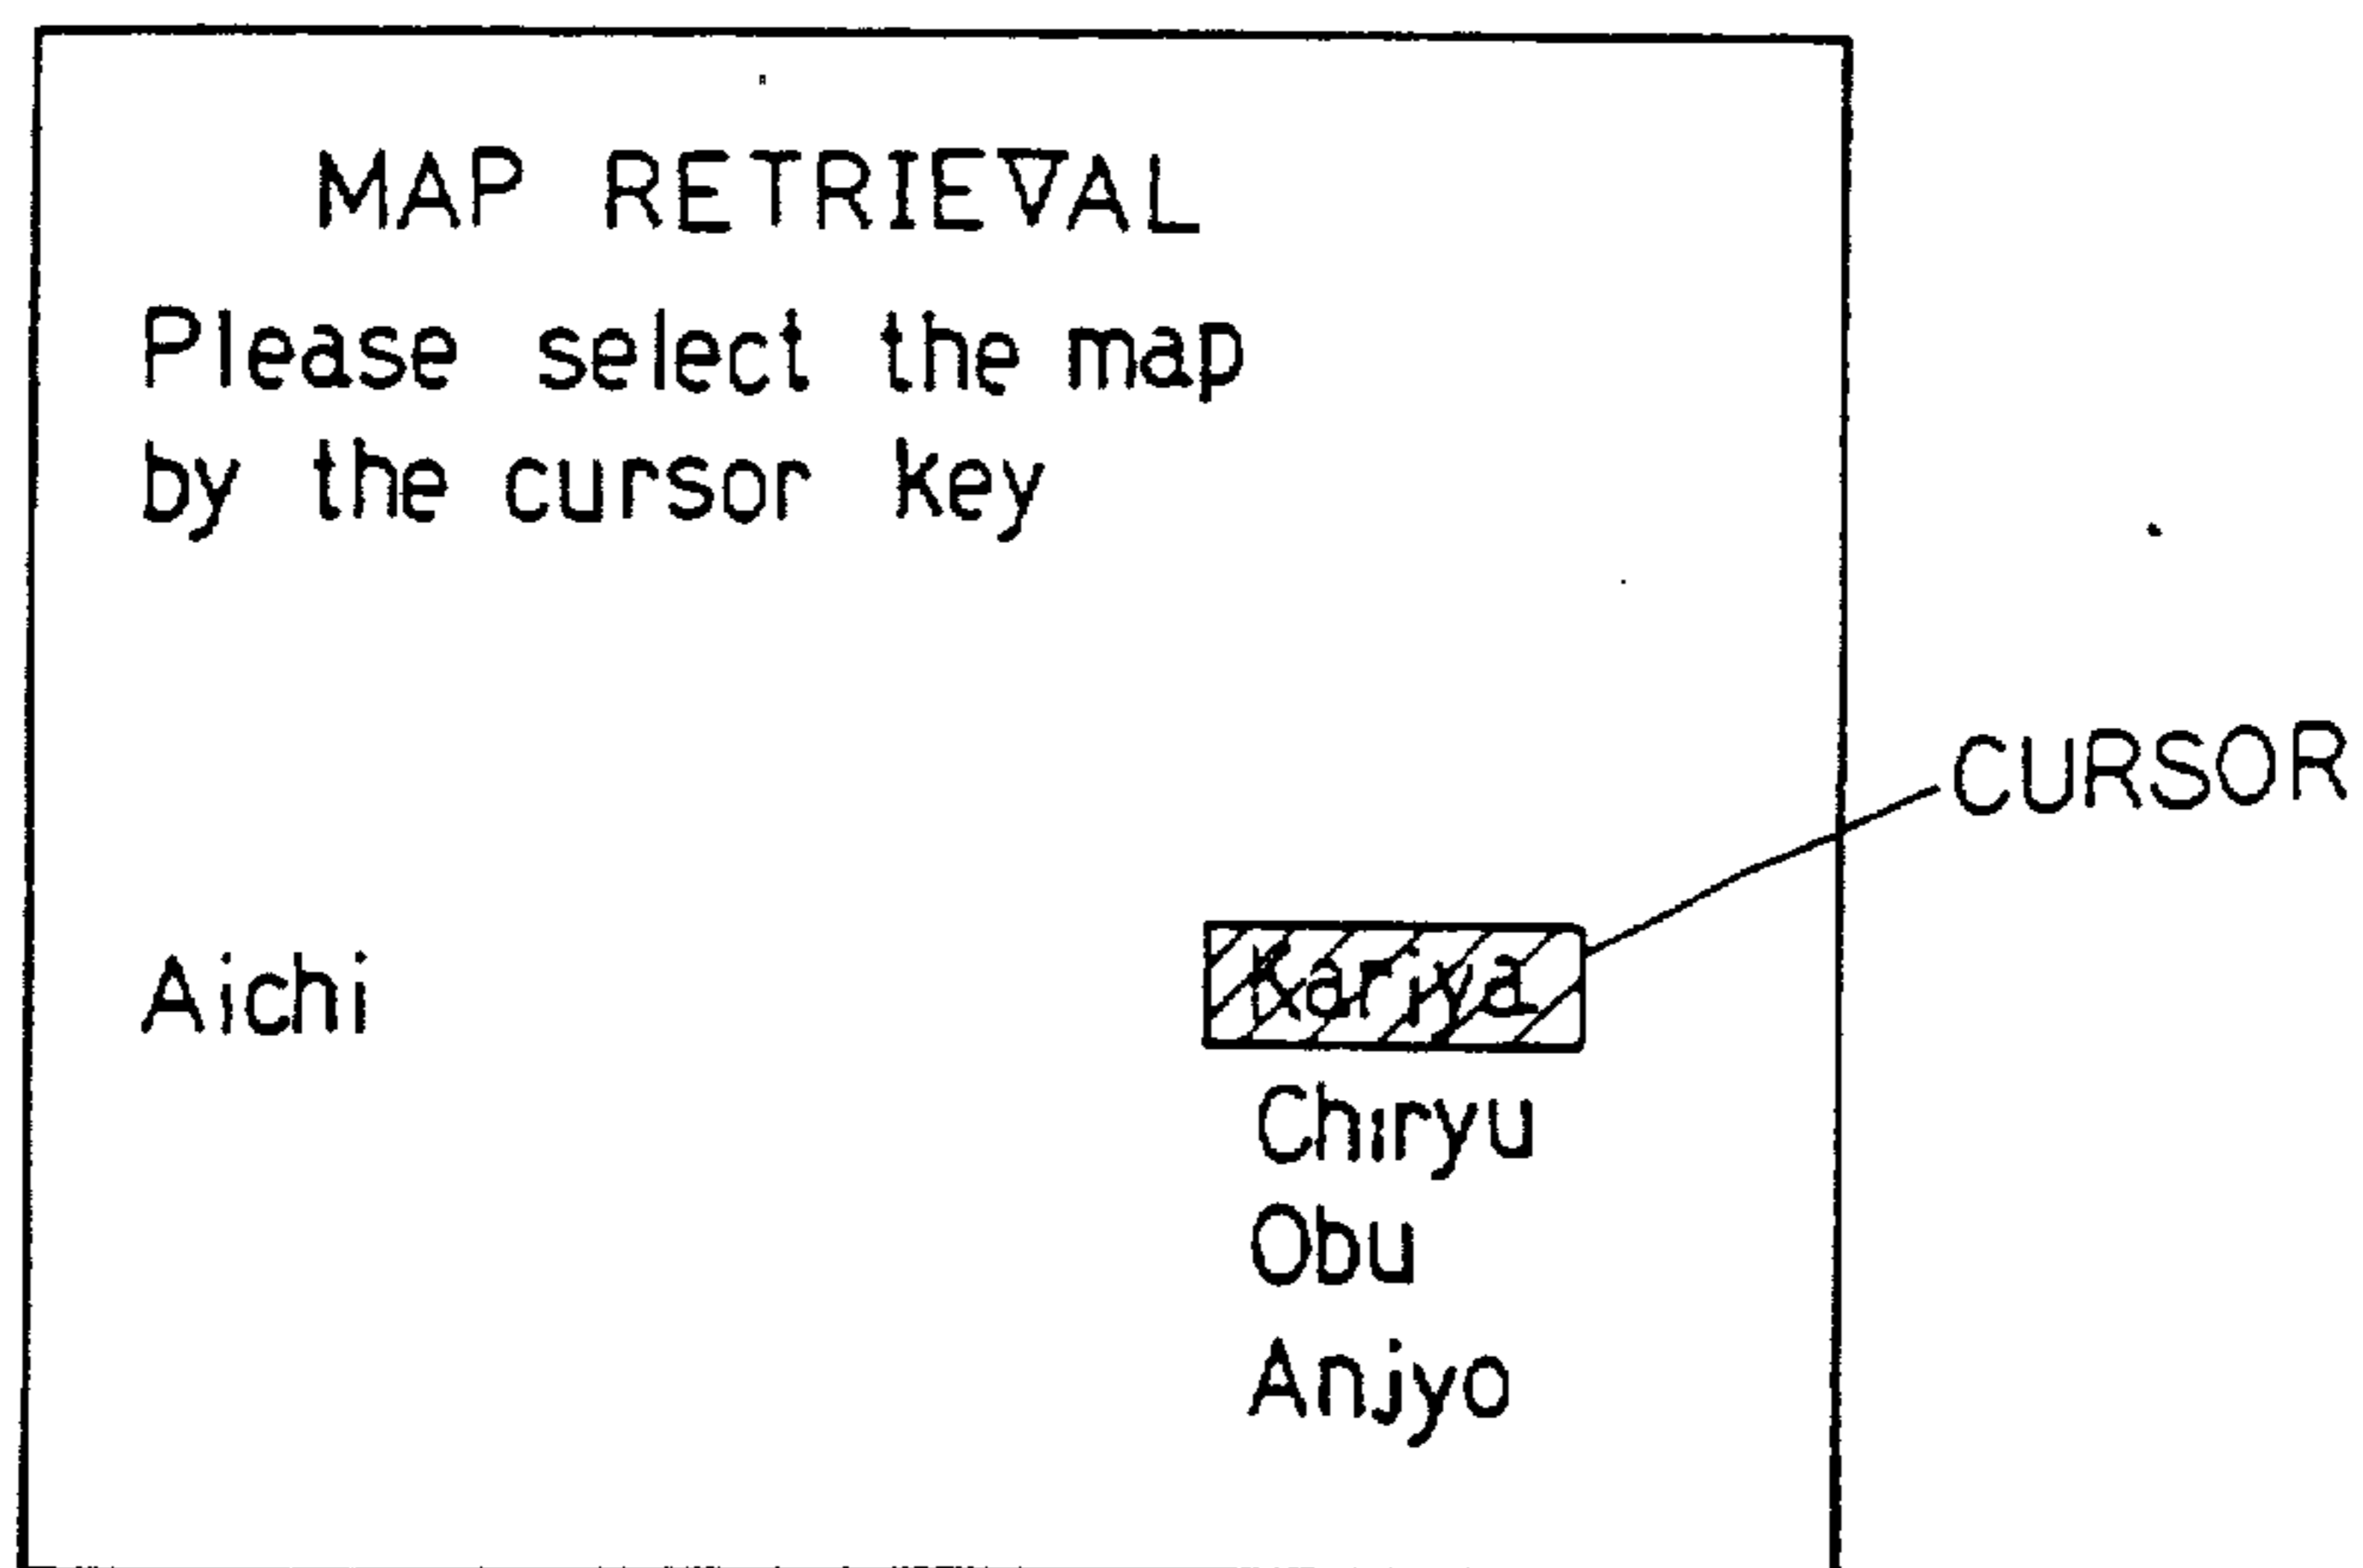 MAP RETRIEVAL
Please select the map
by the cursor key
CURSOR
Aichi Kariya
Chiryu
Obu
Anjyo